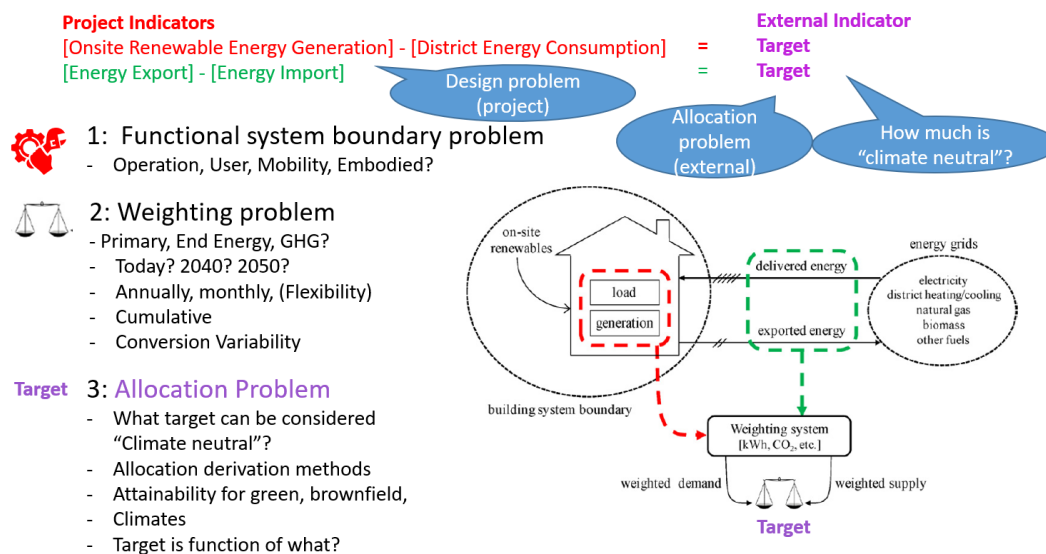 Project Indicators
External Indicator
[Onsite Renewable Energy Generation] - [District Energy Consumption] = Target
[Energy Export] - [Energy Import] = Target
Design problem
(project)
Allocation
problem
(external)
How much is
“climate neutral”?
1: Functional system boundary problem
- Operation, User, Mobility, Embodied?
2: Weighting problem
- Primary, End Energy, GHG?
- Today? 2040? 2050?
- Annually, monthly, (Flexibility)
- Cumulative
- Conversion Variability
Target 3: Allocation Problem
- What target can be considered
“Climate neutral”?
- Allocation derivation methods
- Attainability for green, brownfield,
- Climates
- Target is function of what?
on-site
renewables
load
generation
building system boundary
delivered energy
exported energy
energy grids
electricity
district heating/cooling
natural gas
biomass
other fuels
Weighting system
[kWh, CO₂, etc.]
weighted demand
weighted supply
Target